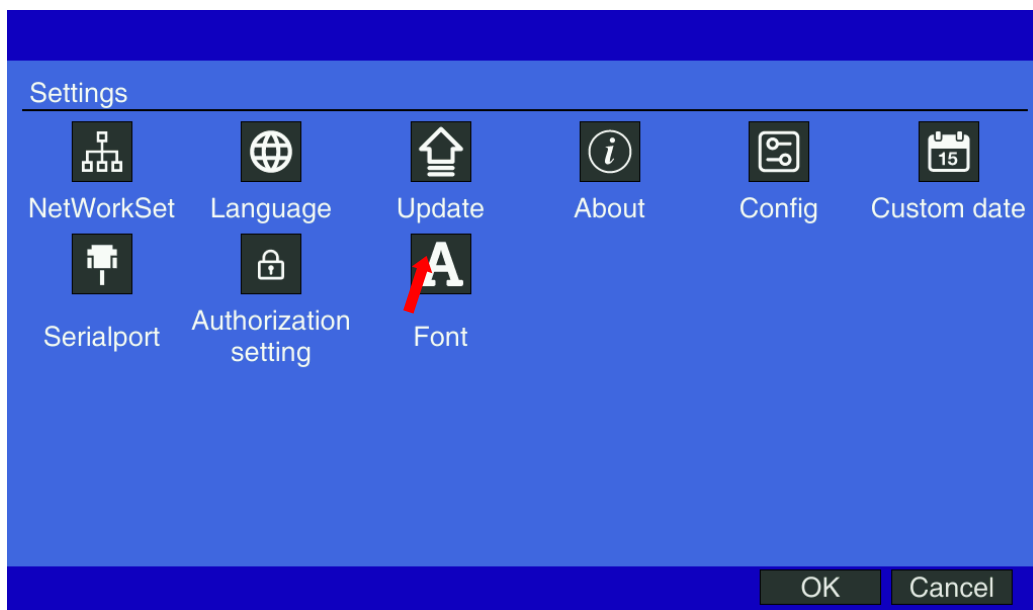 Settings
NetWorkSet
Language
Update
About
Config
15
Custom date
Serialport
Authorization
setting
A
Font
OK
Cancel